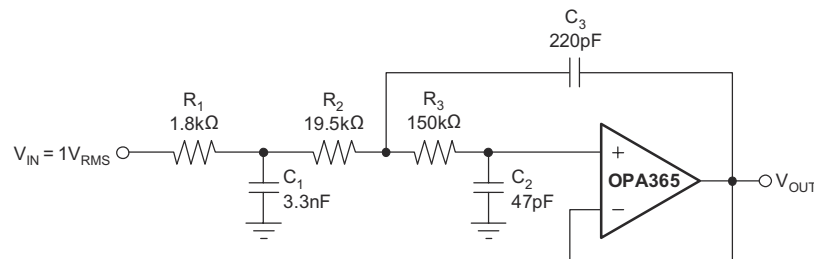 C3
220pF
R1
1.8kΩ
R2
19.5kΩ
R3
150kΩ
VIN = 1VRMS
C1
3.3nF
C2
47pF
+
OPA365
−
VOUT